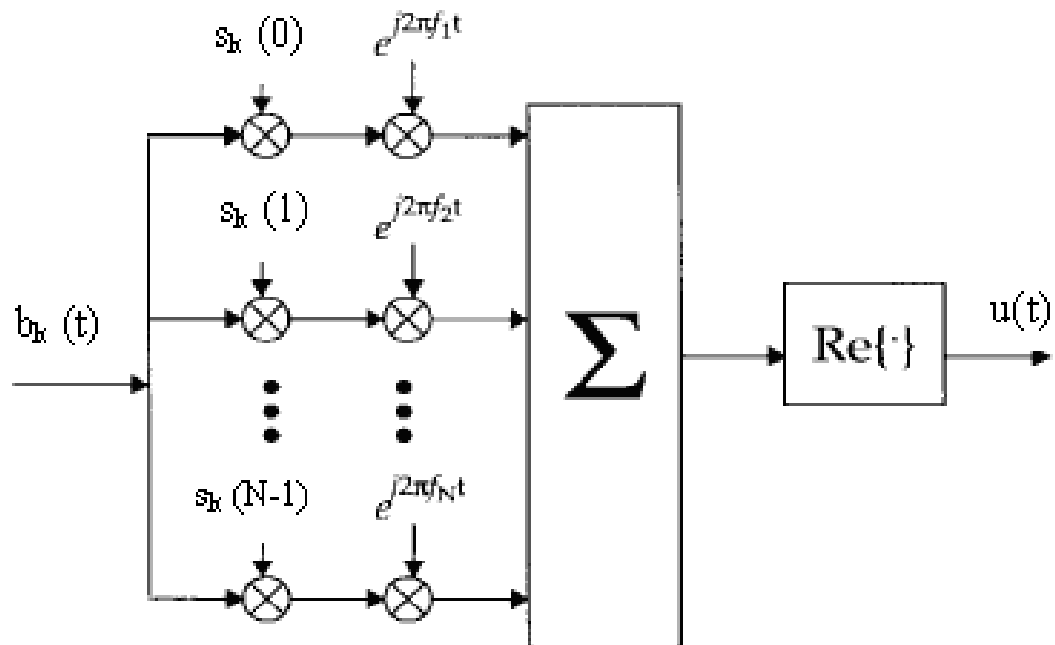 s_k (0) e^{j2πf_1t}
s_k (1) e^{j2πf_2t}
b_k (t)
Σ
Re{·}
u(t)
s_k (N-1) e^{j2πf_Nt}